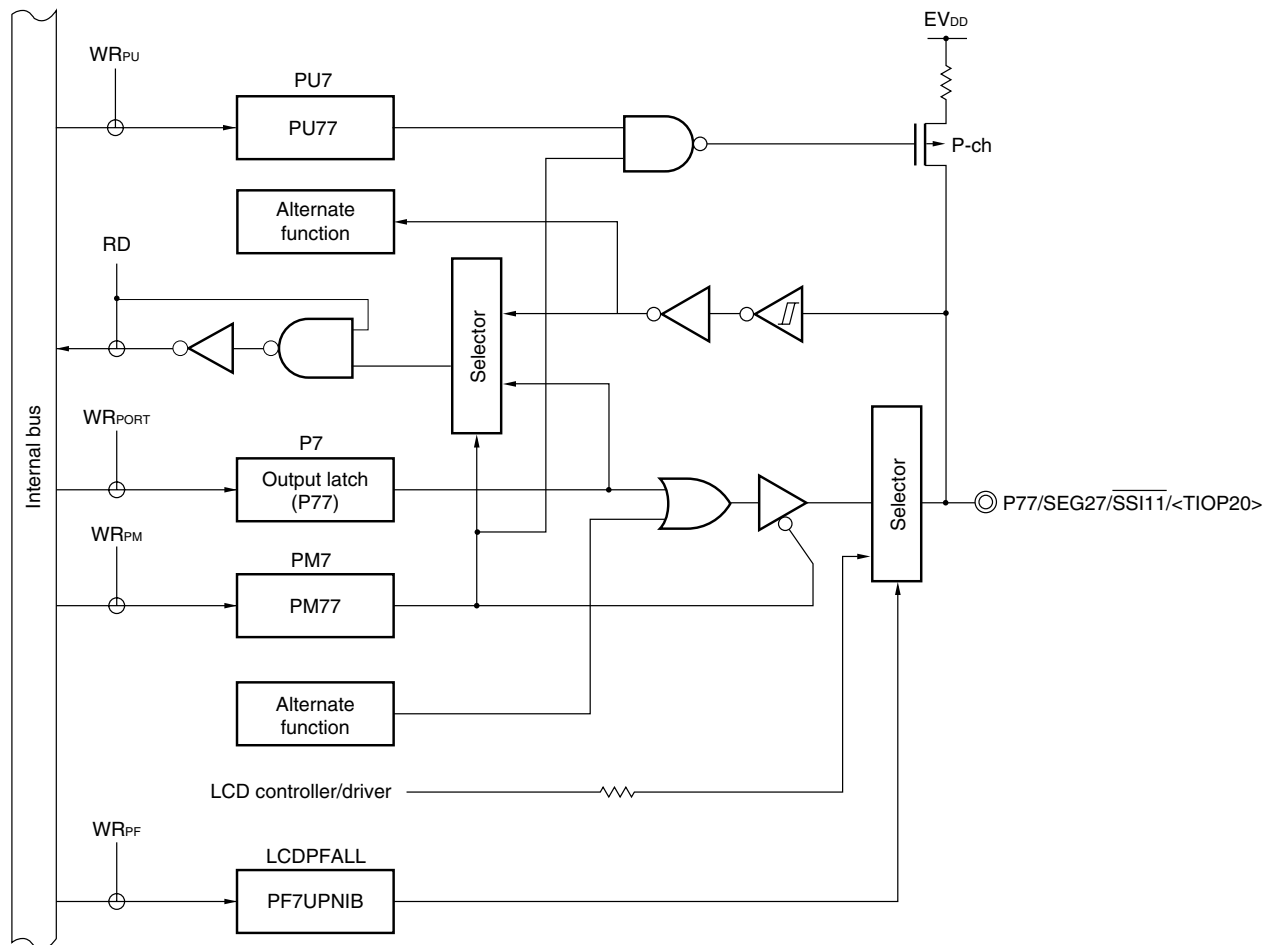 EVDD
WRPU
PU7
PU77
P-ch
Alternate
function
RD
Selector
Internal bus
WRPORT
P7
Output latch
(P77)
Selector
P77/SEG27/SSI11/<TIOP20>
WRPM
PM7
PM77
Alternate
function
LCD controller/driver
WRPF
LCDPFALL
PF7UPNIB